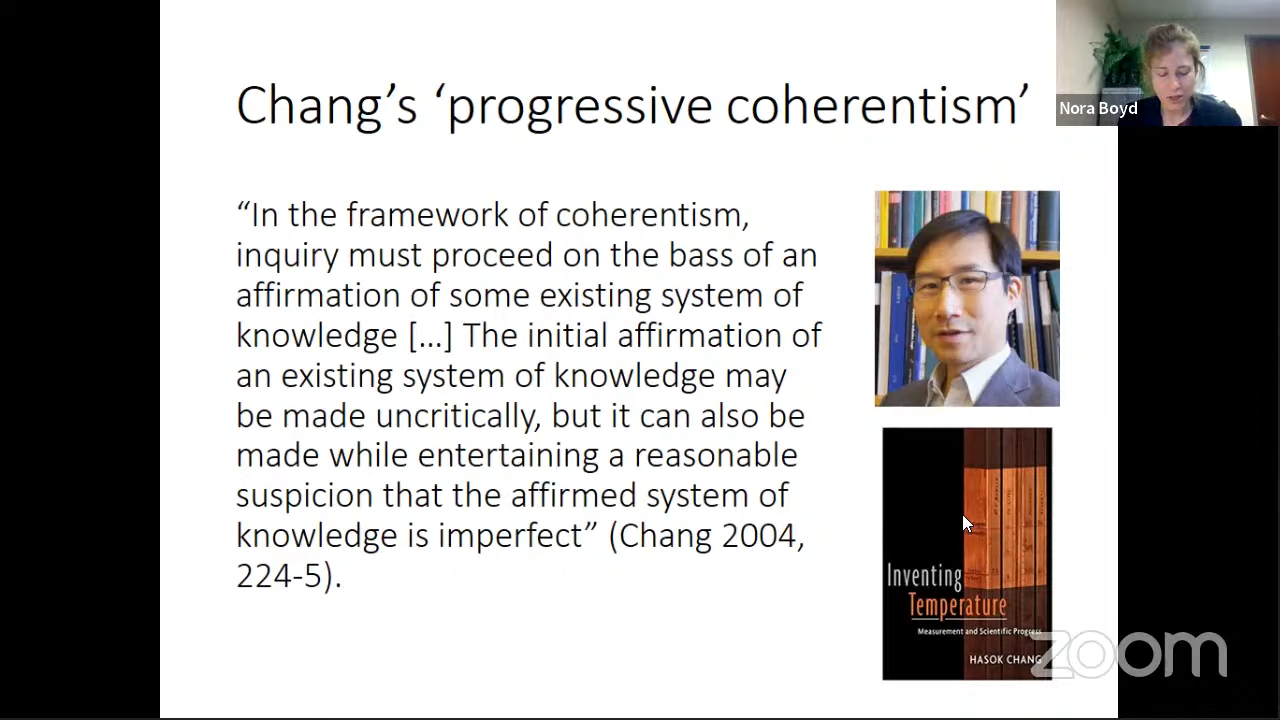 Chang's 'progressive coherentism'
Nora Boyd
"In the framework of coherentism,
inquiry must proceed on the bass of an
affirmation of some existing system of
knowledge [...] The initial affirmation of
an existing system of knowledge may
be made uncritically, but it can also be
made while entertaining a reasonable
suspicion that the affirmed system of
knowledge is imperfect" (Chang 2004,
224-5).
Inventing
Temperature
Measurement and Scientific Progress
HASOK CHANG
zoom